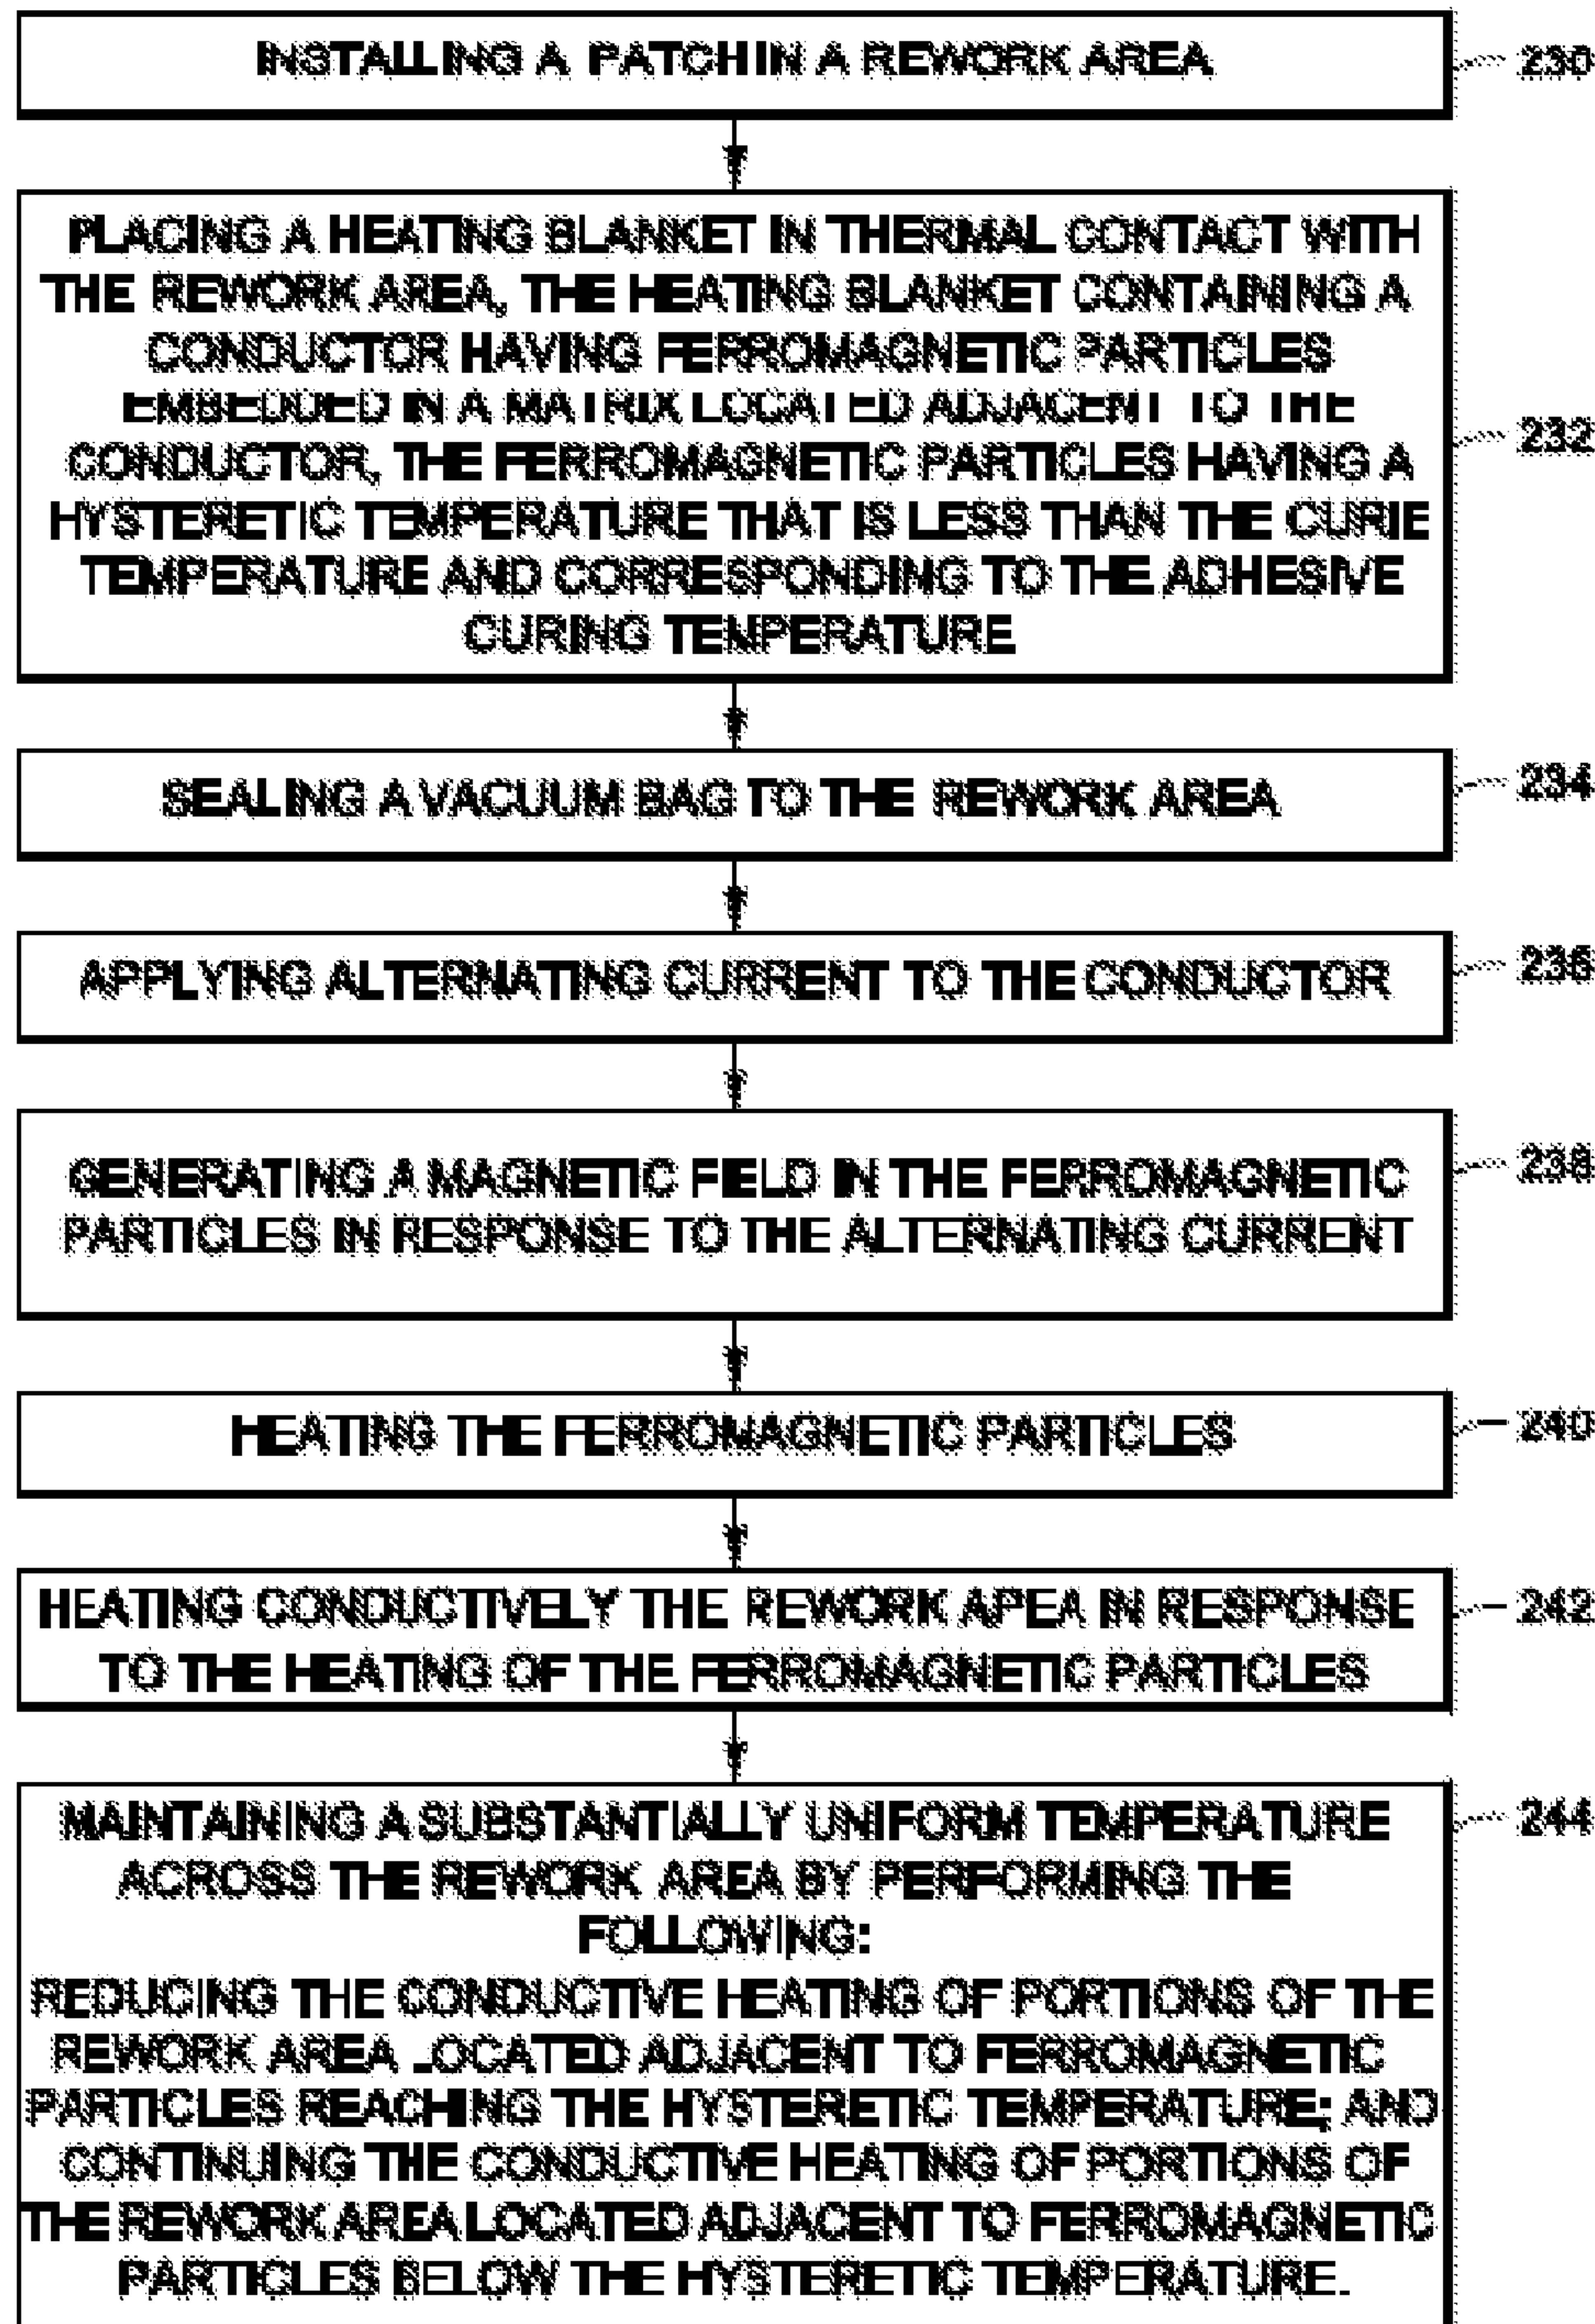 INSTALLING A PATCH IN A REWORK AREA
230
PLACING A HEATING BLANKET IN THERMAL CONTACT WITH
THE REWORK AREA, THE HEATING BLANKET CONTAINING A
CONDUCTOR HAVING FERROMAGNETIC PARTICLES
EMBEDDED IN A MATRIX LOCATED ADJACENT TO THE
CONDUCTOR, THE FERROMAGNETIC PARTICLES HAVING A
HYSTERETIC TEMPERATURE THAT IS LESS THAN THE CURIE
TEMPERATURE AND CORRESPONDING TO THE ADHESIVE
CURING TEMPERATURE
232
SEALING A VACUUM BAG TO THE REWORK AREA
234
APPLYING ALTERNATING CURRENT TO THE CONDUCTOR
236
GENERATING A MAGNETIC FIELD IN THE FERROMAGNETIC
PARTICLES IN RESPONSE TO THE ALTERNATING CURRENT
238
HEATING THE FERROMAGNETIC PARTICLES
240
HEATING CONDUCTIVELY THE REWORK AREA IN RESPONSE
TO THE HEATING OF THE FERROMAGNETIC PARTICLES
242
MAINTAINING A SUBSTANTIALLY UNIFORM TEMPERATURE
ACROSS THE REWORK AREA BY PERFORMING THE
FOLLOWING:
REDUCING THE CONDUCTIVE HEATING OF PORTIONS OF THE
REWORK AREA LOCATED ADJACENT TO FERROMAGNETIC
PARTICLES REACHING THE HYSTERETIC TEMPERATURE; AND
CONTINUING THE CONDUCTIVE HEATING OF PORTIONS OF
THE REWORK AREA LOCATED ADJACENT TO FERROMAGNETIC
PARTICLES BELOW THE HYSTERETIC TEMPERATURE.
244